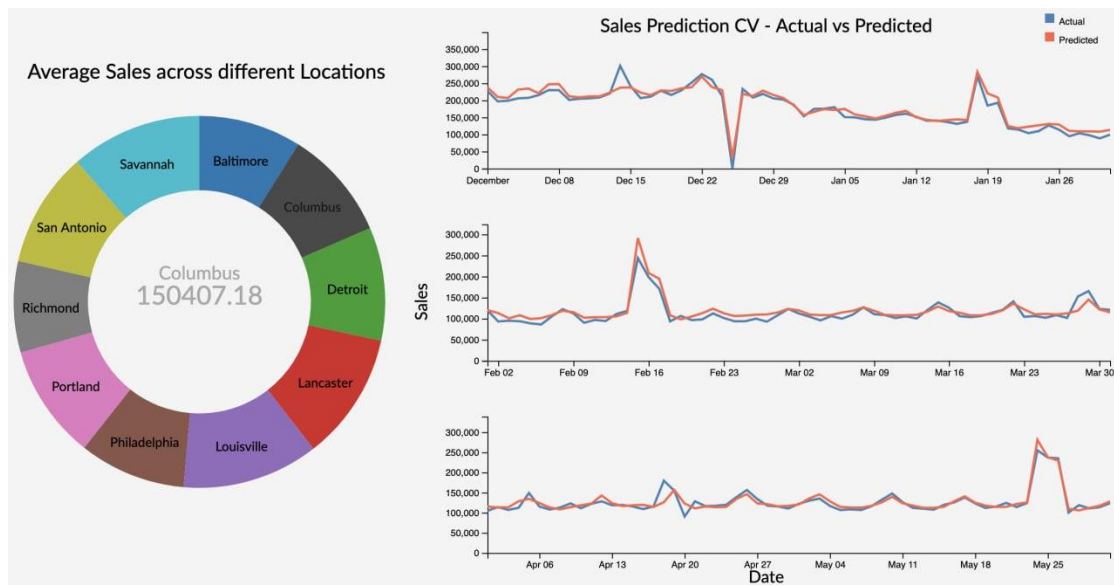 Average Sales across different Locations
Savannah
Baltimore
San Antonio
Columbus
Columbus
150407.18
Richmond
Detroit
Portland
Lancaster
Philadelphia
Louisville
Sales Prediction CV - Actual vs Predicted
Actual
Predicted
350,000
300,000
250,000
200,000
150,000
100,000
50,000
0
December Dec 08 Dec 15 Dec 22 Dec 29 Jan 05 Jan 12 Jan 19 Jan 26
Sales
300,000
250,000
200,000
150,000
100,000
50,000
0
Feb 02 Feb 09 Feb 16 Feb 23 Mar 02 Mar 09 Mar 16 Mar 23 Mar 30
300,000
250,000
200,000
150,000
100,000
50,000
0
Apr 06 Apr 13 Apr 20 Apr 27 May 04 May 11 May 18 May 25
Date